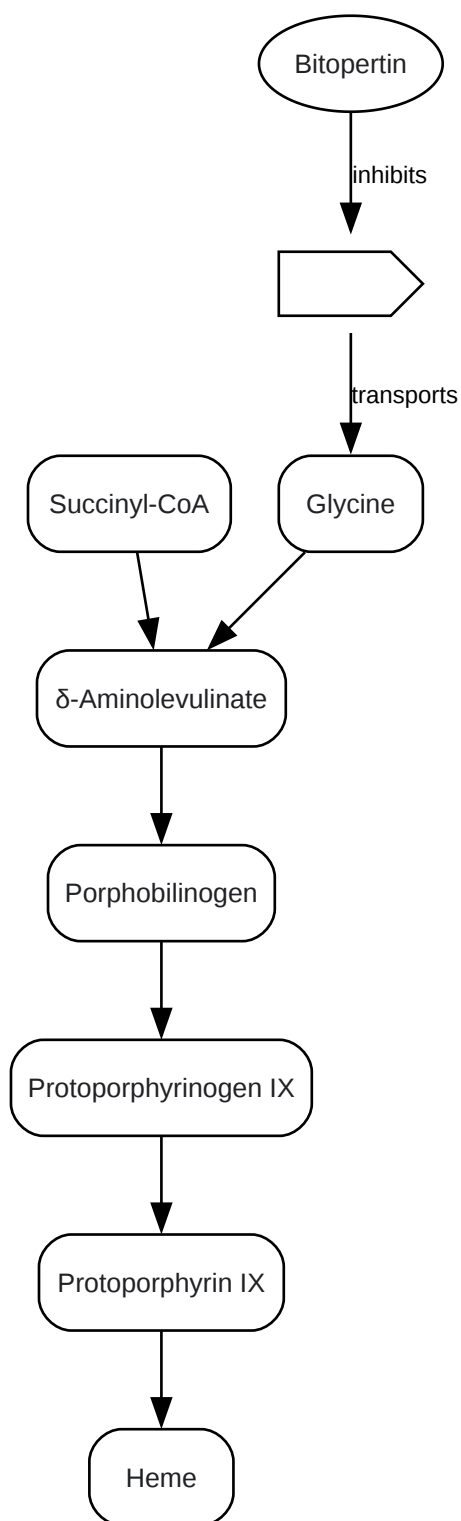 Bitopertin
inhibits
transports
Succinyl-CoA
Glycine
δ-Aminolevulinate
Porphobilinogen
Protoporphyrinogen IX
Protoporphyrin IX
Heme